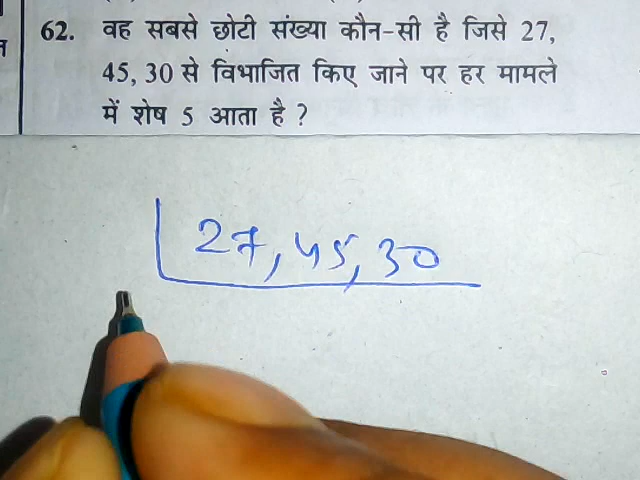 62. वह सबसे छोटी संख्या कौन-सी है जिसे 27,
45, 30 से विभाजित किए जाने पर हर मामले
में शेष 5 आता है ?
27, 45, 30